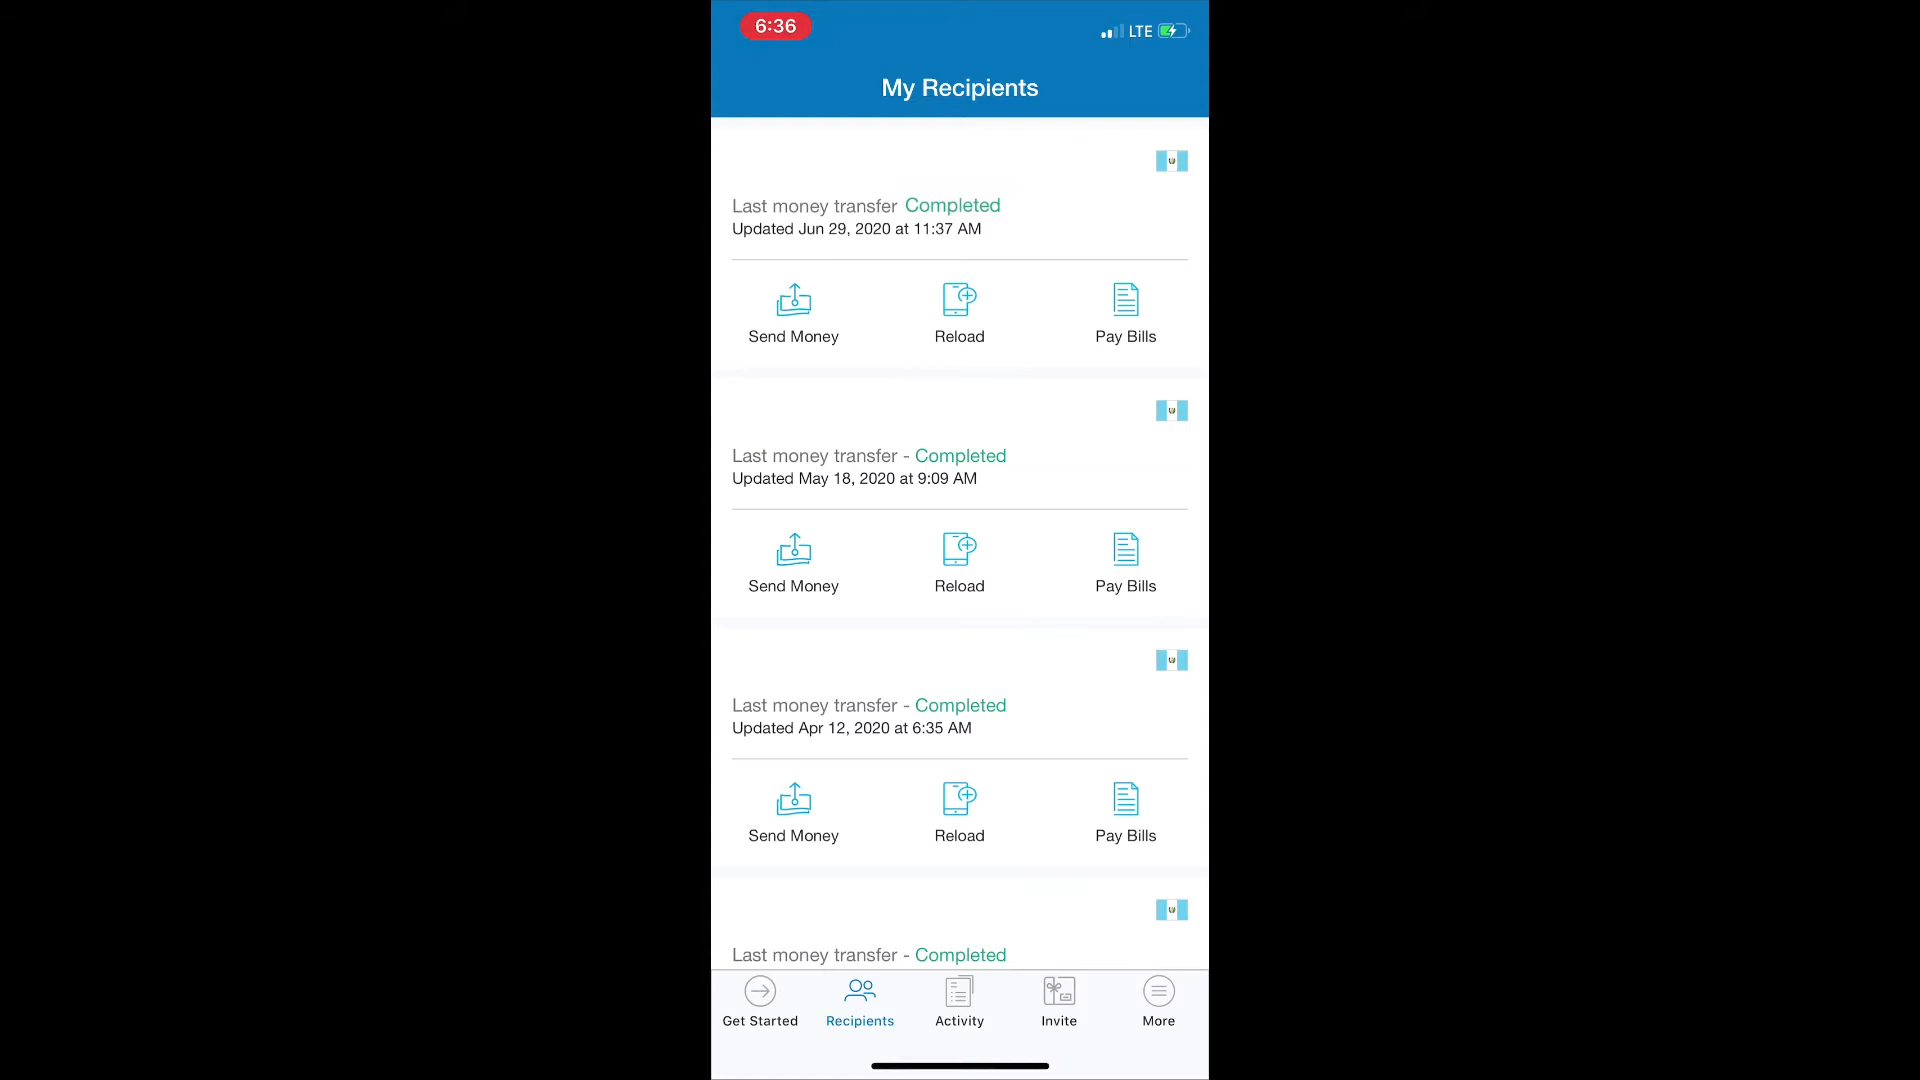 6:36
LTE
My Recipients
Last money transfer Completed
Updated Jun 29, 2020 at 11:37 AM
Send Money
Reload
Pay Bills
Last money transfer - Completed
Updated May 18, 2020 at 9:09 AM
Send Money
Reload
Pay Bills
Last money transfer - Completed
Updated Apr 12, 2020 at 6:35 AM
Send Money
Reload
Pay Bills
Last money transfer - Completed
Get Started
Recipients
Activity
Invite
More